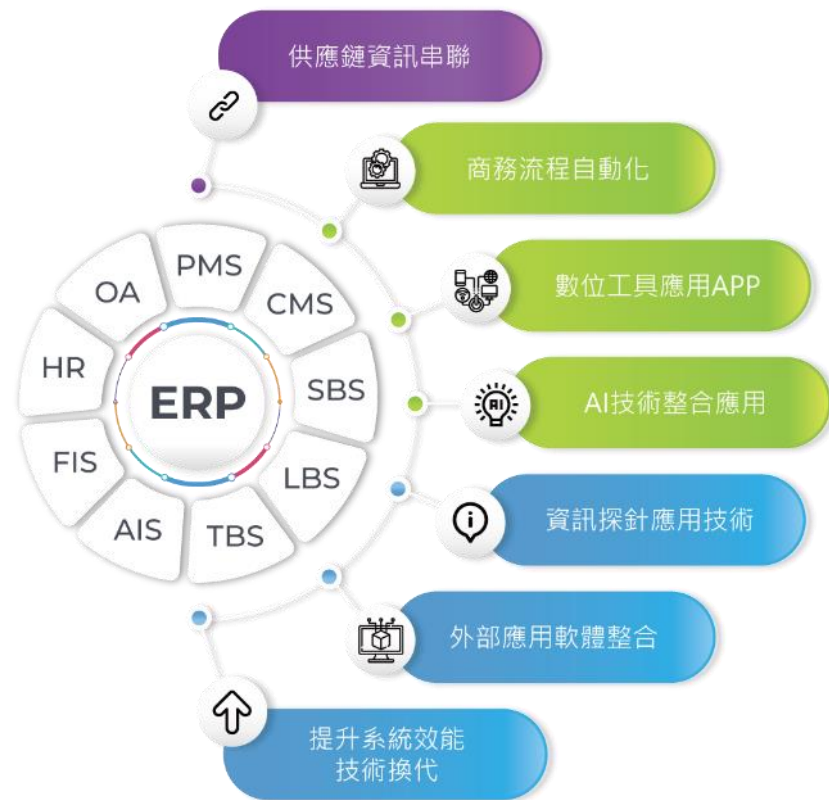 供應鏈資訊串聯
商務流程自動化
數位工具應用APP
AI技術整合應用
AI
資訊探針應用技術
外部應用軟體整合
提升系統效能
技術換代
ERP
PMS
CMS
SBS
LBS
TBS
AIS
FIS
HR
OA